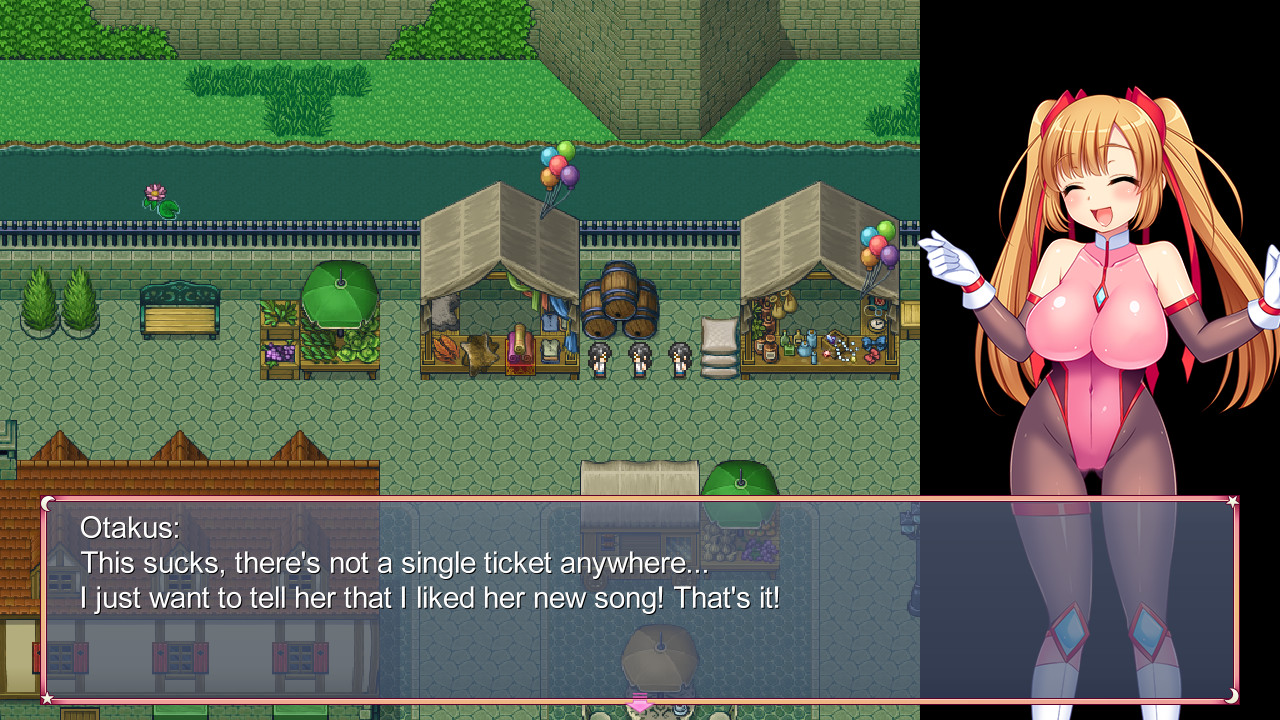 Otakus:
This sucks, there's not a single ticket anywhere...
I just want to tell her that I liked her new song! That's it!